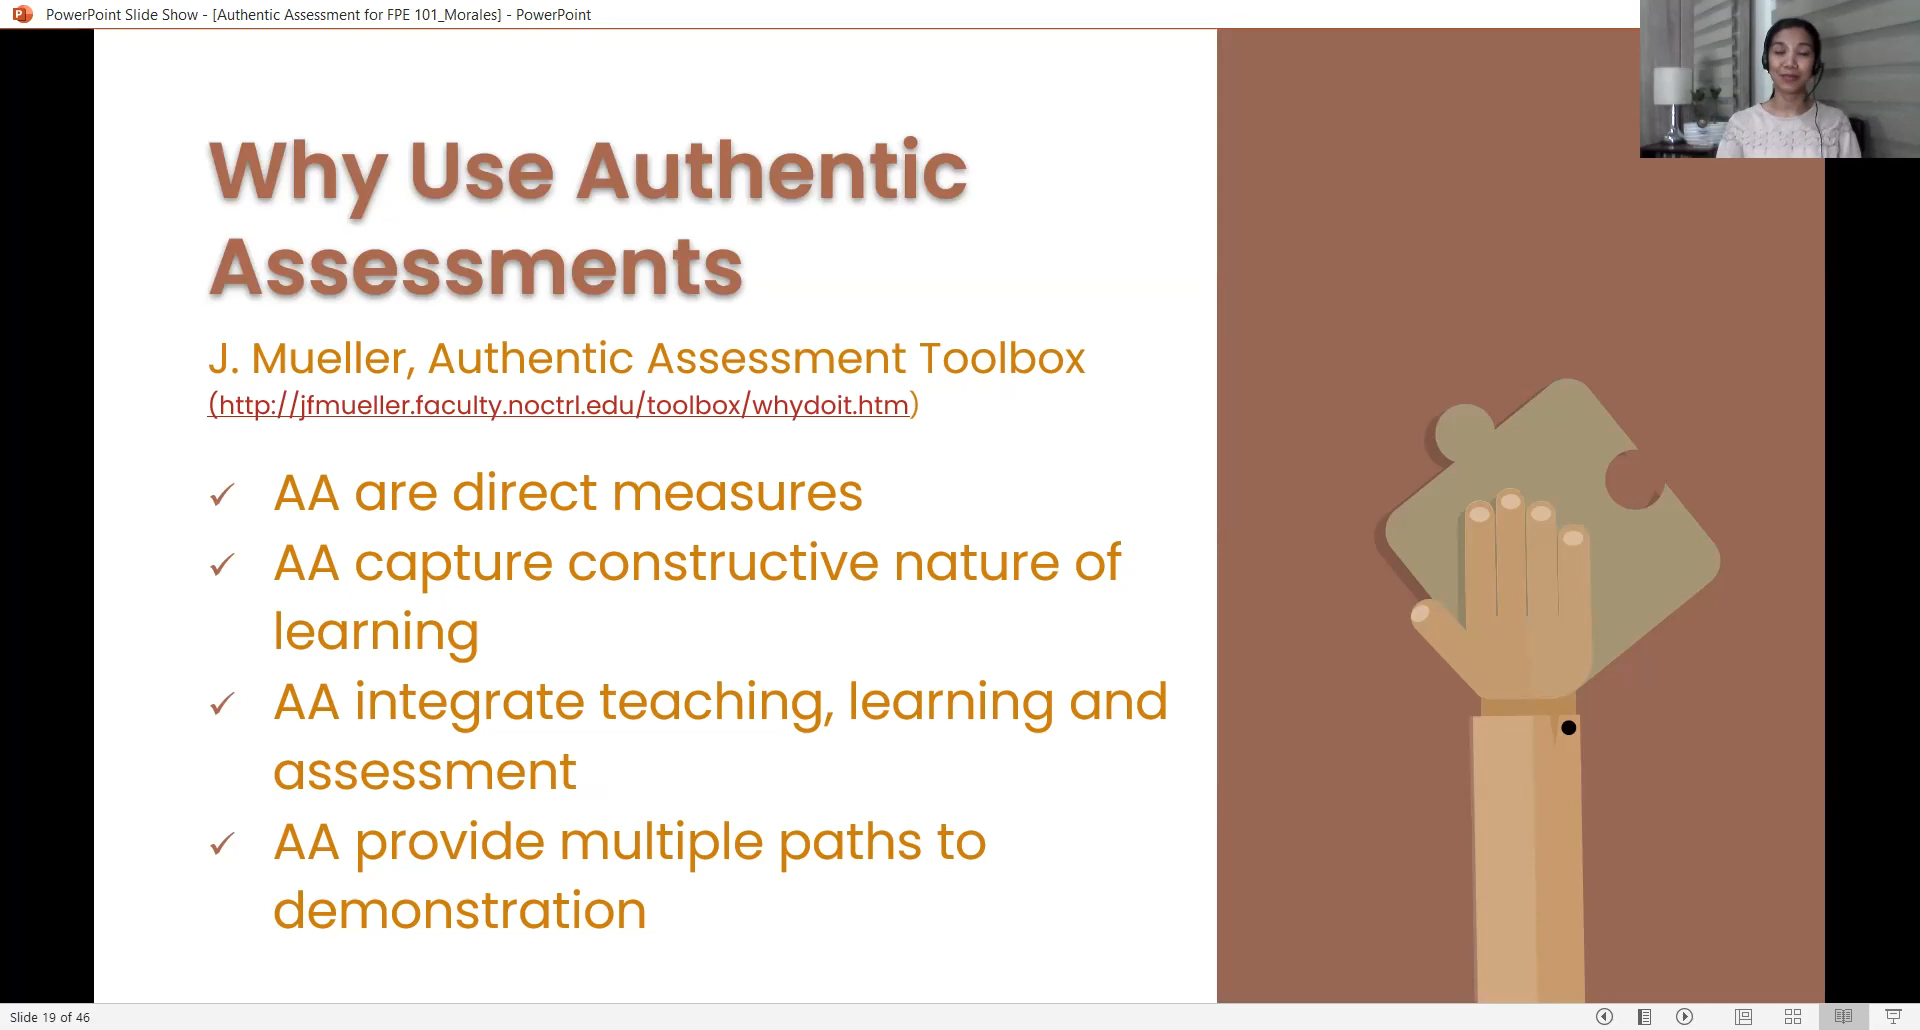 PowerPoint Slide Show - [Authentic Assessment for FPE 101_Morales] - PowerPoint
Why Use Authentic
Assessments
J. Mueller, Authentic Assessment Toolbox
(http://jfmueller.faculty.noctrl.edu/toolbox/whydoit.htm)
✓ AA are direct measures
✓ AA capture constructive nature of
learning
✓ AA integrate teaching, learning and
assessment
✓ AA provide multiple paths to
demonstration
Slide 19 of 46